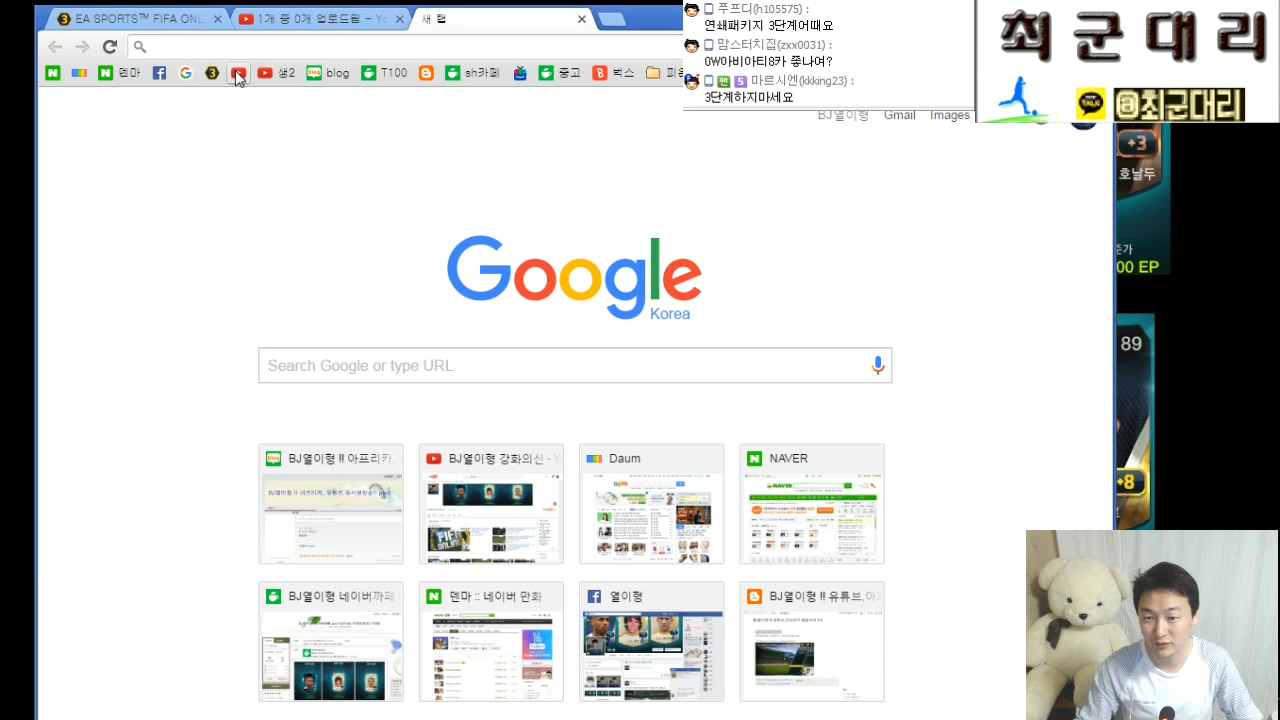 EA SPORTS™ FIFA ONL
1개 중 0개 업로드됨 - Yo
새 탭
덴마
생2
blog
T100
sh카페
중고
벅스
푸프디(h105575) :
연쇄패키지 3단계어때요
맘스터치집(zxx0031) :
0₩아비아티8카 좋나여?
팬 5 마르시엔(kkking23) :
3단계하지마세요
최군대리
@최군대리
BJ열이형
Gmail
Images
+3
호날두
00 EP
89
+8
Google
Korea
Search Google or type URL
BJ열이형 !! 아프리카,
BJ열이형 강화의신 - Y
Daum
NAVER
BJ열이형 네이버까페
덴마 :: 네이버 만화
열이형
BJ열이형 !! 유튜브,아프